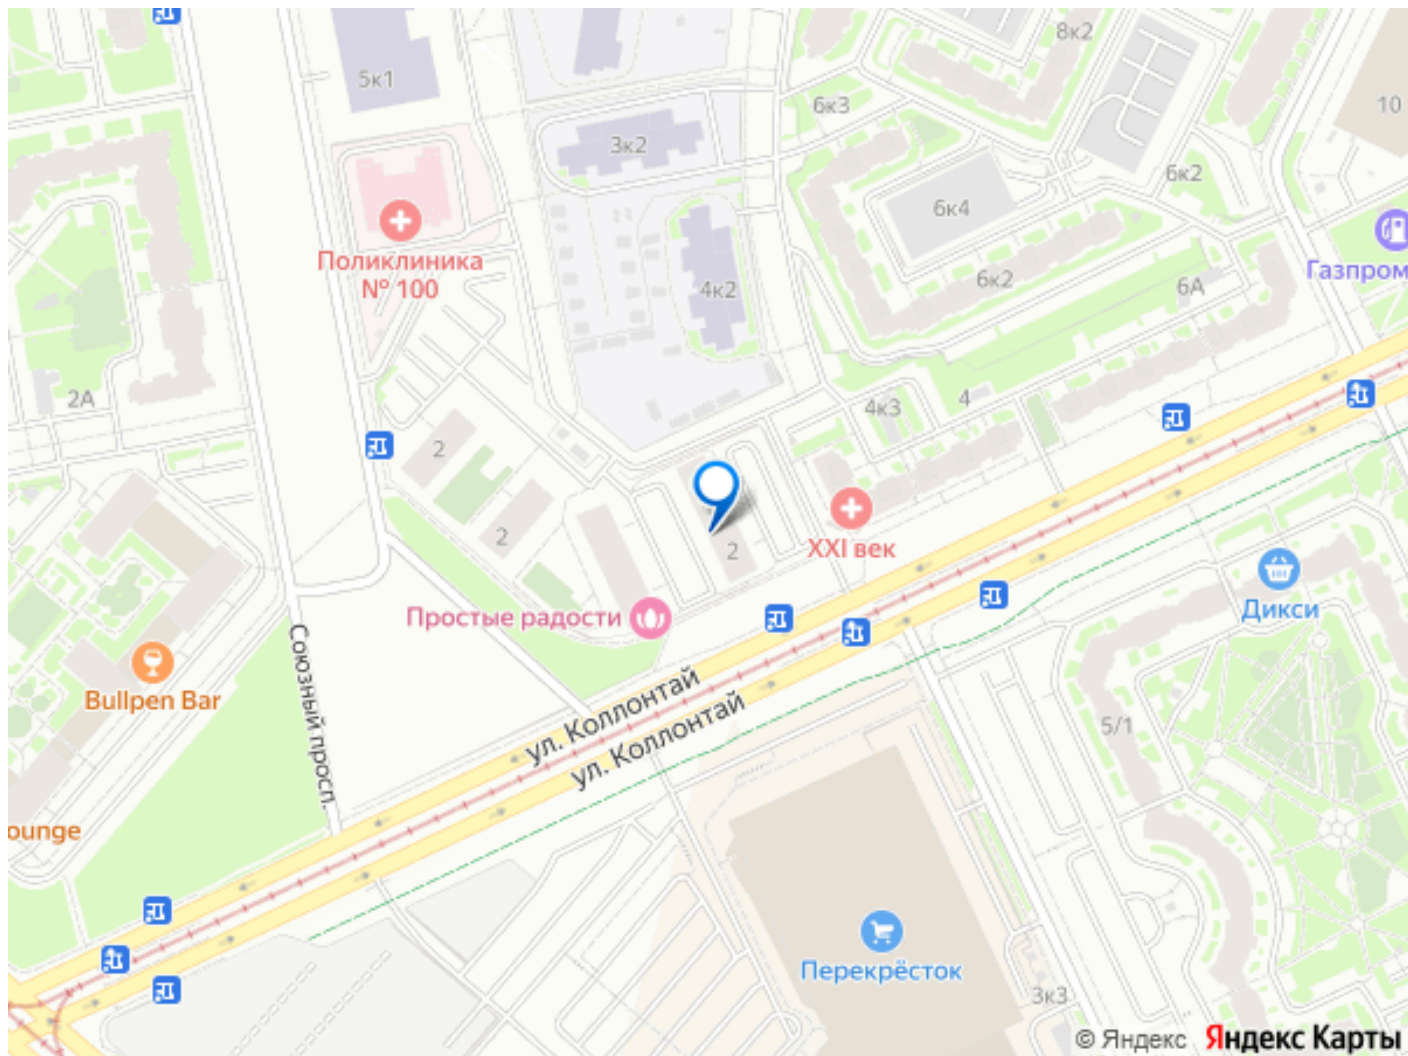 8к2
5к1
6к3
10
3к2
6к2
6к4
Поликлиника
№ 100
Газпром
6к2
6А
4к2
2А
4к3
4
2
2
2
XXI век
Дикси
Простые радости
Bullpen Bar
Союзный просп.
ул. Коллонтай
ул. Коллонтай
5/1
ounge
Перекрёсток
3к3
© Яндекс Яндекс Карты